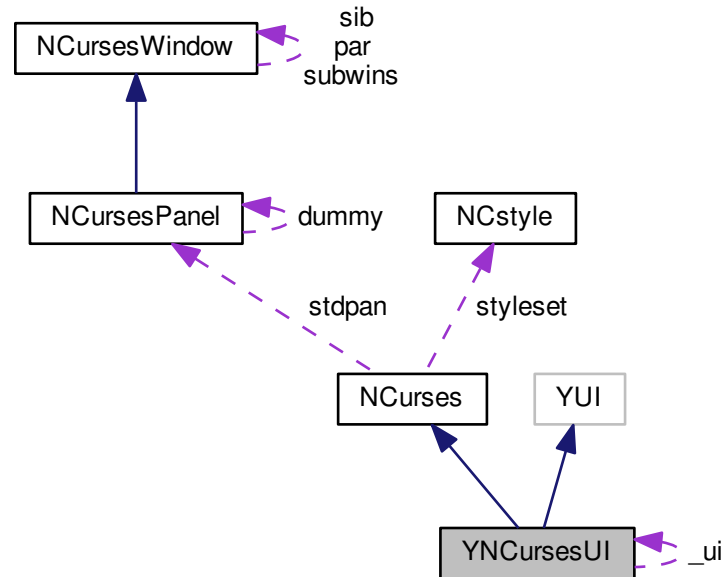 sib
NCursesWindow
par
subwins
NCursesPanel
dummy
NCstyle
stdpan
styleset
NCurses
YUI
YNCursesUI
_ui